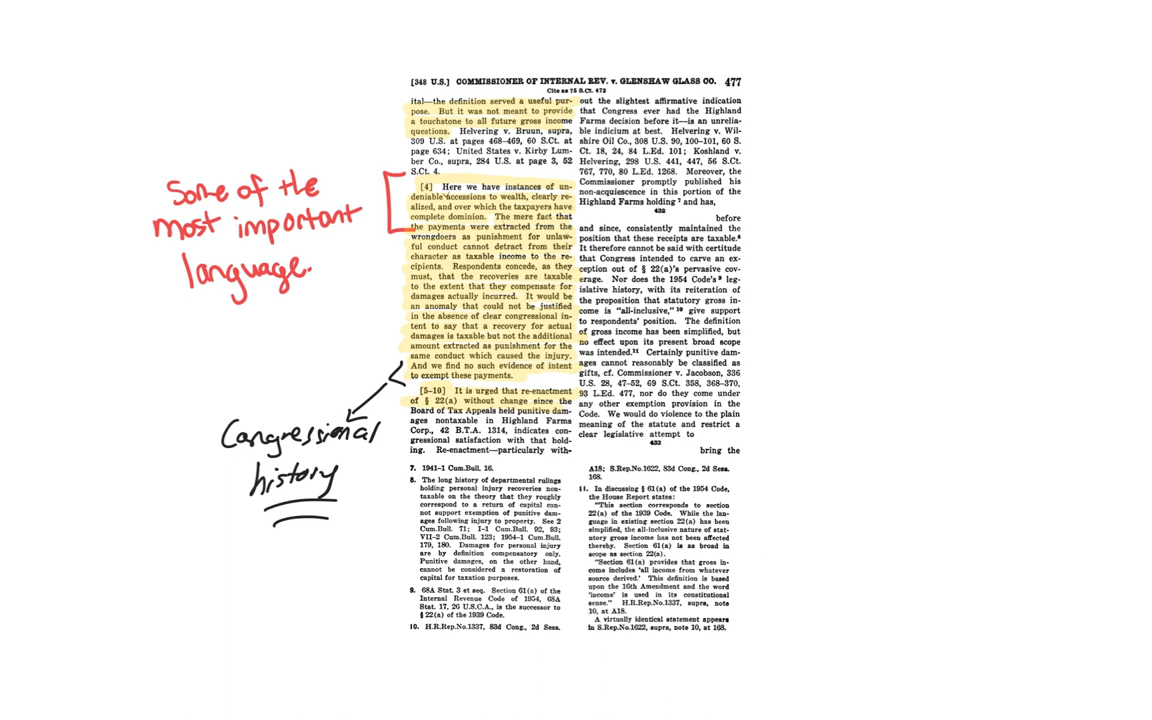 [348 U.S.] COMMISSIONER OF INTERNAL REV. v. GLENSHAW GLASS CO. 477
Cite as 75 S.Ct. 473
ital—the definition served a useful pur-
pose. But it was not meant to provide
a touchstone to all future gross income
questions. Helvering v. Bruun, supra,
309 U.S. at pages 468-469, 60 S.Ct. at
page 634; United States v. Kirby Lum-
ber Co., supra, 284 U.S. at page 3, 52
S.Ct. 4.
[4] Here we have instances of un-
deniable accessions to wealth, clearly re-
alized, and over which the taxpayers have
complete dominion. The mere fact that
the payments were extracted from the
wrongdoers as punishment for unlaw-
ful conduct cannot detract from their
character as taxable income to the re-
cipients. Respondents concede, as they
must, that the recoveries are taxable
to the extent that they compensate for
damages actually incurred. It would be
an anomaly that could not be justified
in the absence of clear congressional in-
tent to say that a recovery for actual
damages is taxable but not the additional
amount extracted as punishment for the
same conduct which caused the injury.
And we find no such evidence of intent
to exempt these payments.
[5-10] It is urged that re-enactment
of § 22(a) without change since the
Board of Tax Appeals held punitive dam-
ages nontaxable in Highland Farms
Corp., 42 B.T.A. 1314, indicates con-
gressional satisfaction with that hold-
ing. Re-enactment—particularly with-
out the slightest affirmative indication
that Congress ever had the Highland
Farms decision before it—is an unrelia-
ble indicium at best. Helvering v. Wil-
shire Oil Co., 308 U.S. 90, 100-101, 60 S.
Ct. 18, 24, 84 L.Ed. 101; Koshland v.
Helvering, 298 U.S. 441, 447, 56 S.Ct.
767, 770, 80 L.Ed. 1268. Moreover, the
Commissioner promptly published his
non-acquiescence in this portion of the
Highland Farms holding 7 and has,
432
before
and since, consistently maintained the
position that these receipts are taxable.8
It therefore cannot be said with certitude
that Congress intended to carve an ex-
ception out of § 22(a)'s pervasive cov-
erage. Nor does the 1954 Code's 9 leg-
islative history, with its reiteration of
the proposition that statutory gross in-
come is "all-inclusive," 10 give support
to respondents' position. The definition
of gross income has been simplified, but
no effect upon its present broad scope
was intended.11 Certainly punitive dam-
ages cannot reasonably be classified as
gifts, cf. Commissioner v. Jacobson, 336
U.S. 28, 47-52, 69 S.Ct. 358, 368-370,
93 L.Ed. 477, nor do they come under
any other exemption provision in the
Code. We would do violence to the plain
meaning of the statute and restrict a
clear legislative attempt to
433
bring the
7. 1941-1 Cum.Bull. 16.
8. The long history of departmental rulings
holding personal injury recoveries non-
taxable on the theory that they roughly
correspond to a return of capital can-
not support exemption of punitive dam-
ages following injury to property. See 2
Cum.Bull. 71; I-1 Cum.Bull. 92, 93;
VII-2 Cum.Bull. 123; 1954-1 Cum.Bull.
179, 180. Damages for personal injury
are by definition compensatory only.
Punitive damages, on the other hand,
cannot be considered a restoration of
capital for taxation purposes.
9. 68A Stat. 3 et seq. Section 61(a) of the
Internal Revenue Code of 1954, 68A
Stat. 17, 26 U.S.C.A., is the successor to
§ 22(a) of the 1939 Code.
10. H.R.Rep.No.1337, 83d Cong., 2d Sess.
A18; S.Rep.No.1622, 83d Cong., 2d Sess.
168.
11. In discussing § 61(a) of the 1954 Code,
the House Report states:
"This section corresponds to section
22(a) of the 1939 Code. While the lan-
guage in existing section 22(a) has been
simplified, the all-inclusive nature of stat-
utory gross income has not been affected
thereby. Section 61(a) is as broad in
scope as section 22(a).
"Section 61(a) provides that gross in-
come includes 'all income from whatever
source derived.' This definition is based
upon the 16th Amendment and the word
'income' is used in its constitutional
sense." H.R.Rep.No.1337, supra, note
10, at A18.
A virtually identical statement appears
in S.Rep.No.1622, supra, note 10, at 168.
Some of the
most important
language.
Congressional
history